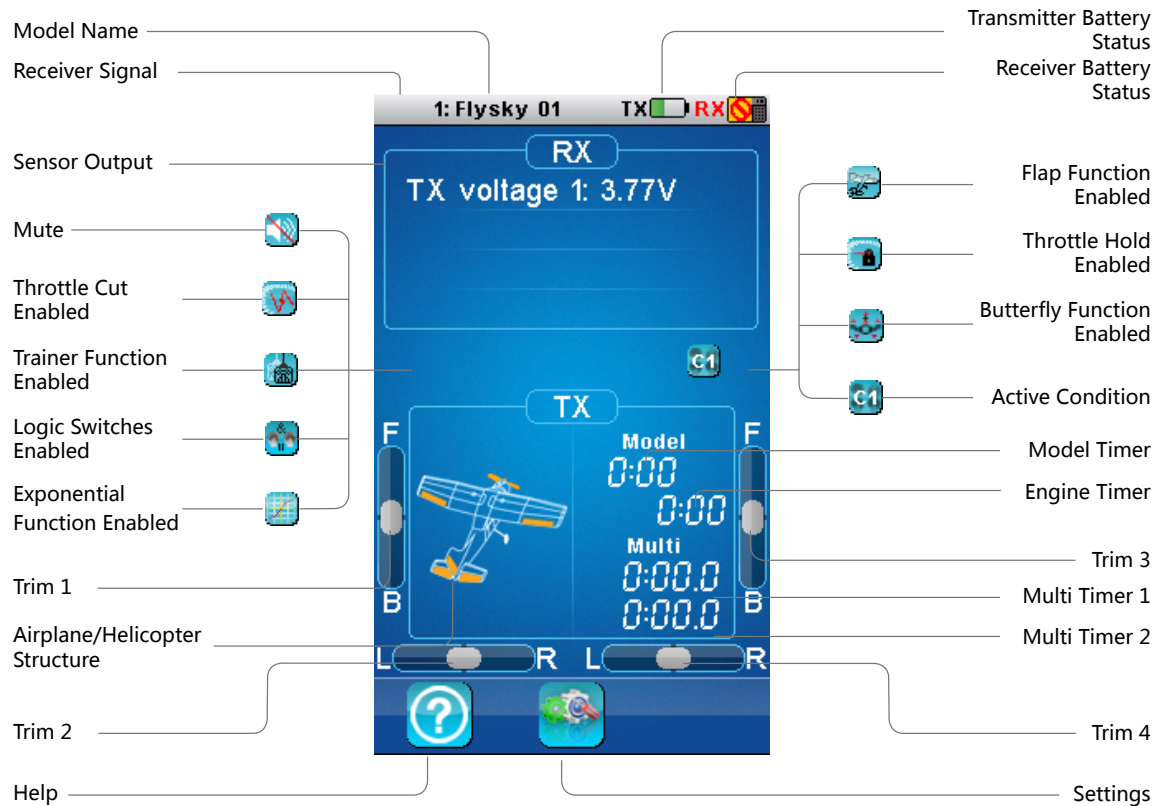 Model Name
Receiver Signal
Sensor Output
Mute
Throttle Cut
Enabled
Trainer Function
Enabled
Logic Switches
Enabled
Exponential
Function Enabled
Trim 1
Airplane/Helicopter
Structure
Trim 2
Help
1: Flysky 01
TX
RX
RX
TX voltage 1: 3.77V
C1
TX
F
B
Model
0:00
0:00
Multi
0:00.0
0:00.0
F
B
L
R
L
R
?
&
C1
Transmitter Battery
Status
Receiver Battery
Status
Flap Function
Enabled
Throttle Hold
Enabled
Butterfly Function
Enabled
Active Condition
Model Timer
Engine Timer
Trim 3
Multi Timer 1
Multi Timer 2
Trim 4
Settings